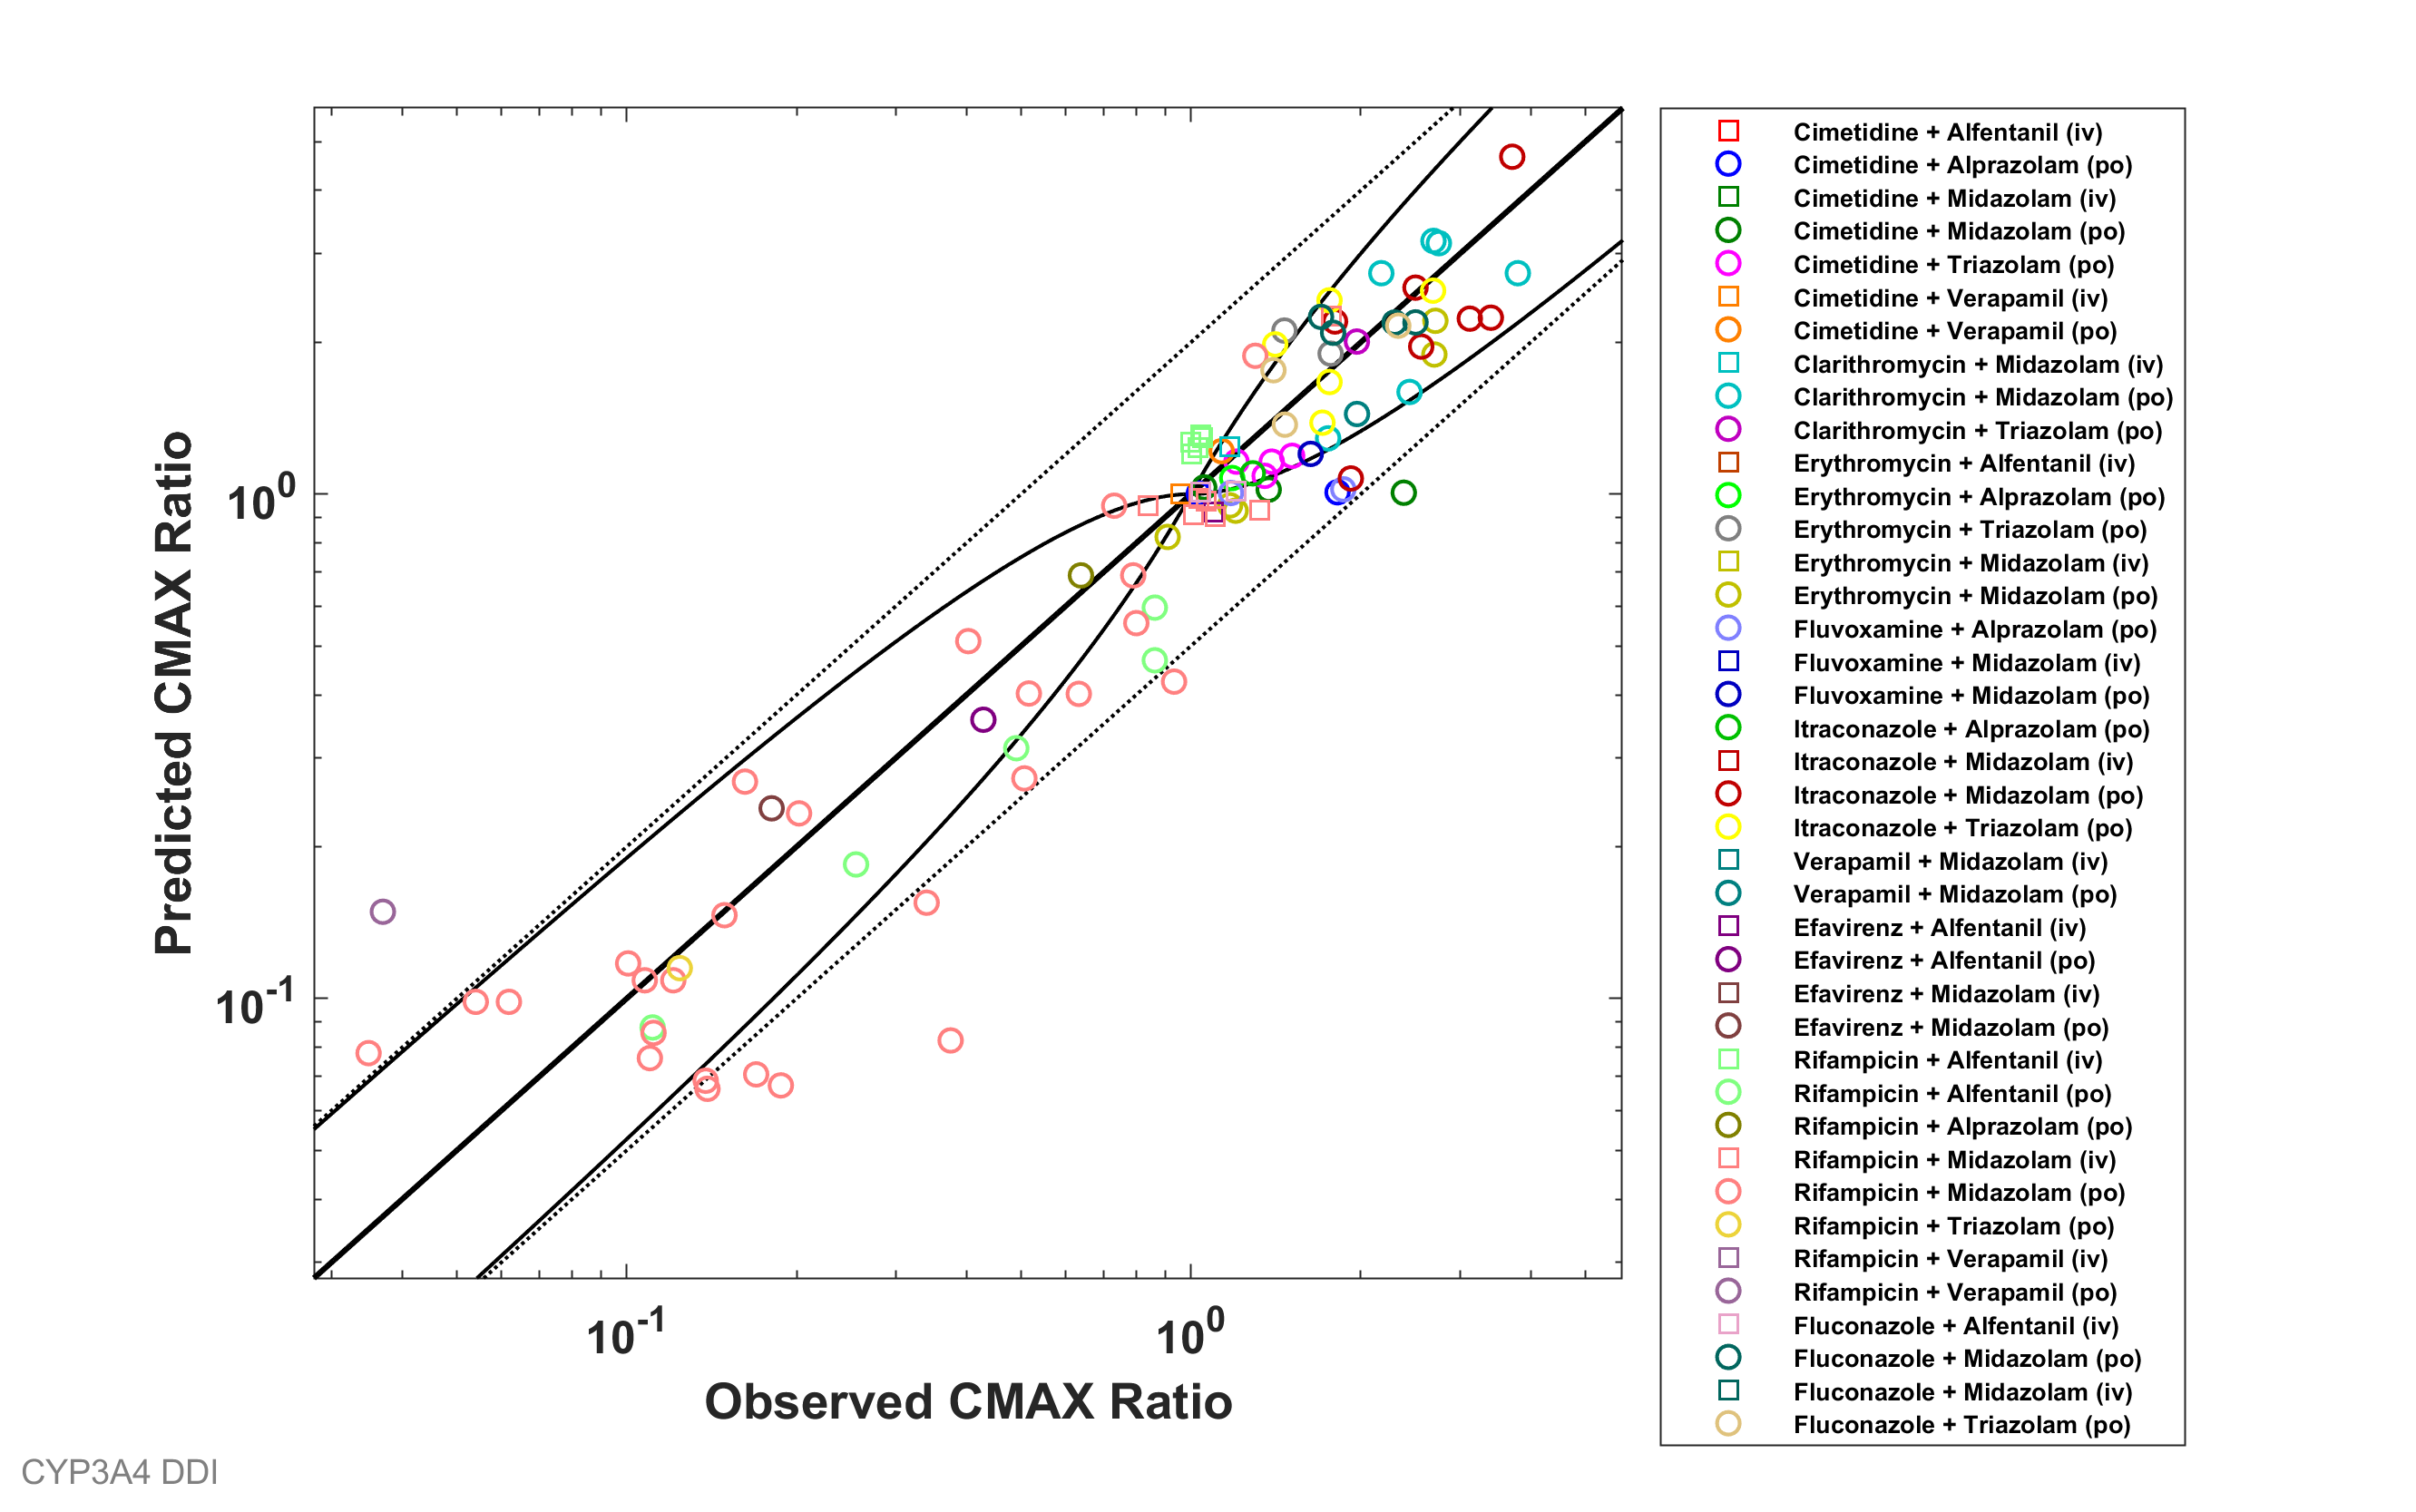 Predicted CMAX Ratio
10^0
10^-1
10^-1
10^0
Observed CMAX Ratio
CYP3A4 DDI
Cimetidine + Alfentanil (iv)
Cimetidine + Alprazolam (po)
Cimetidine + Midazolam (iv)
Cimetidine + Midazolam (po)
Cimetidine + Triazolam (po)
Cimetidine + Verapamil (iv)
Cimetidine + Verapamil (po)
Clarithromycin + Midazolam (iv)
Clarithromycin + Midazolam (po)
Clarithromycin + Triazolam (po)
Erythromycin + Alfentanil (iv)
Erythromycin + Alprazolam (po)
Erythromycin + Triazolam (po)
Erythromycin + Midazolam (iv)
Erythromycin + Midazolam (po)
Fluvoxamine + Alprazolam (po)
Fluvoxamine + Midazolam (iv)
Fluvoxamine + Midazolam (po)
Itraconazole + Alprazolam (po)
Itraconazole + Midazolam (iv)
Itraconazole + Midazolam (po)
Itraconazole + Triazolam (po)
Verapamil + Midazolam (iv)
Verapamil + Midazolam (po)
Efavirenz + Alfentanil (iv)
Efavirenz + Alfentanil (po)
Efavirenz + Midazolam (iv)
Efavirenz + Midazolam (po)
Rifampicin + Alfentanil (iv)
Rifampicin + Alfentanil (po)
Rifampicin + Alprazolam (po)
Rifampicin + Midazolam (iv)
Rifampicin + Midazolam (po)
Rifampicin + Triazolam (po)
Rifampicin + Verapamil (iv)
Rifampicin + Verapamil (po)
Fluconazole + Alfentanil (iv)
Fluconazole + Midazolam (po)
Fluconazole + Midazolam (iv)
Fluconazole + Triazolam (po)